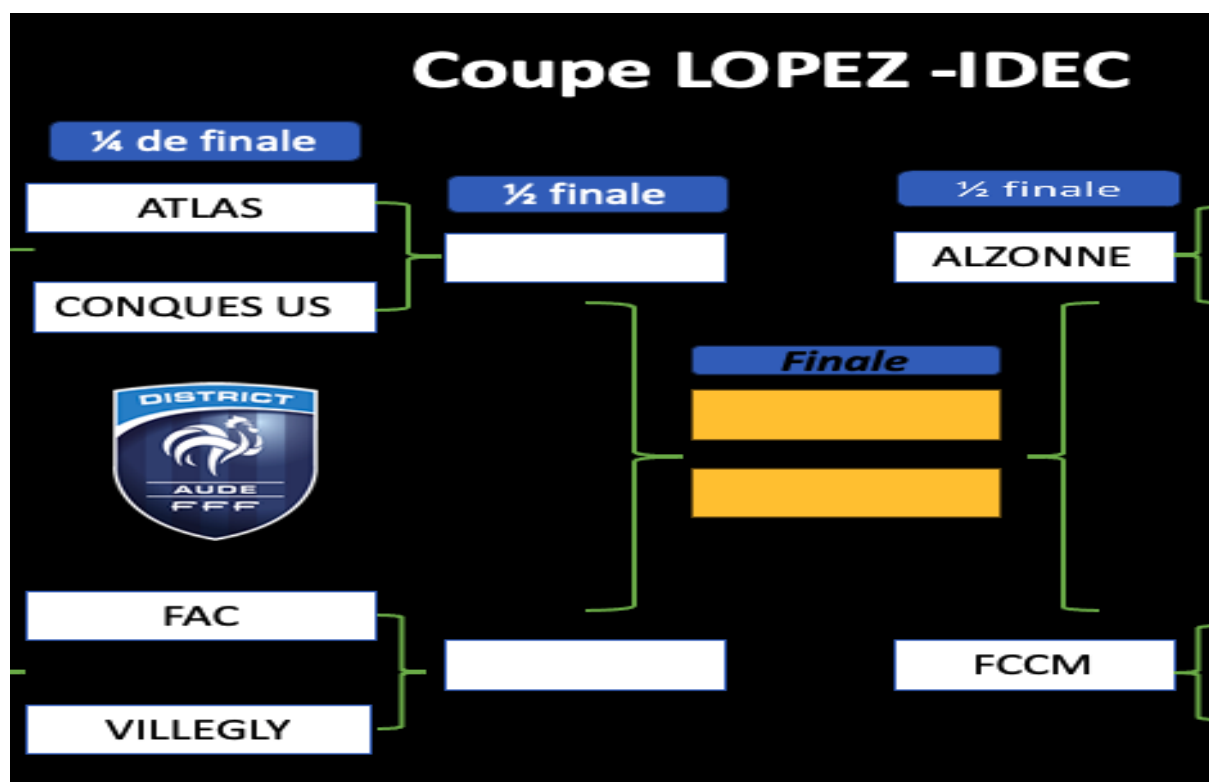 Coupe LOPEZ -IDEC
¼ de finale
½ finale
½ finale
ATLAS
ALZONNE
CONQUES US
Finale
DISTRICT
AUDE
FFF
FAC
FCCM
VILLEGLY